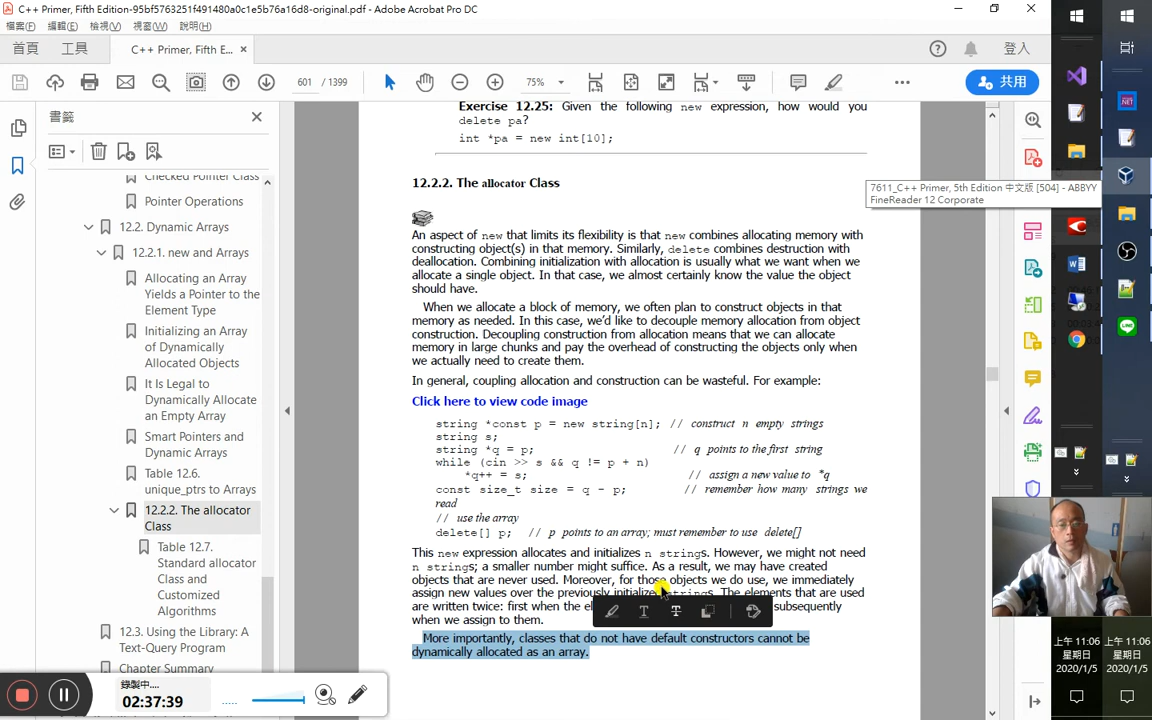 C++ Primer, Fifth Edition-95bf5763f491480a0c1e5b76a16d8-original.pdf - Adobe Acrobat Pro DC
檔案(F) 編輯(E) 檢視(V) 視窗(W) 說明(H)
首頁 工具 C++ Primer, Fifth E... ×
登入
601 / 1399 75% 共用
書籤
Checked Pointer Class
Pointer Operations
12.2. Dynamic Arrays
12.2.1. new and Arrays
Allocating an Array
Yields a Pointer to the
Element Type
Initializing an Array
of Dynamically
Allocated Objects
It Is Legal to
Dynamically Allocate
an Empty Array
Smart Pointers and
Dynamic Arrays
Table 12.6.
unique_ptrs to Arrays
12.2.2. The allocator
Class
Table 12.7.
Standard allocator
Class and
Customized
Algorithms
12.3. Using the Library: A
Text-Query Program
Chapter Summary
Exercise 12.25: Given the following new expression, how would you
delete pa?
int *pa = new int[10];
12.2.2. The allocator Class
An aspect of new that limits its flexibility is that new combines allocating memory with
constructing object(s) in that memory. Similarly, delete combines destruction with
deallocation. Combining initialization with allocation is usually what we want when we
allocate a single object. In that case, we almost certainly know the value the object
should have.
When we allocate a block of memory, we often plan to construct objects in that
memory as needed. In this case, we'd like to decouple memory allocation from object
construction. Decoupling construction from allocation means that we can allocate
memory in large chunks and pay the overhead of constructing the objects only when
we actually need to create them.
In general, coupling allocation and construction can be wasteful. For example:
Click here to view code image
string *const p = new string[n]; // construct n empty strings
string s;
string *q = p; // q points to the first string
while (cin >> s && q != p + n)
*q++ = s; // assign a new value to *q
const size_t size = q - p; // remember how many strings we
read
// use the array
delete[] p; // p points to an array; must remember to use delete[]
This new expression allocates and initializes n strings. However, we might not need
n strings; a smaller number might suffice. As a result, we may have created
objects that are never used. Moreover, for those objects we do use, we immediately
assign new values over the previously initialized strings. The elements that are used
are written twice: first when the el subsequently
when we assign to them.
More importantly, classes that do not have default constructors cannot be
dynamically allocated as an array.
7611_C++ Primer, 5th Edition 中文版 [504] - ABBYY
FineReader 12 Corporate
錄製中....
02:37:39
上午 11:06
星期日
2020/1/5
上午 11:06
星期日
2020/1/5